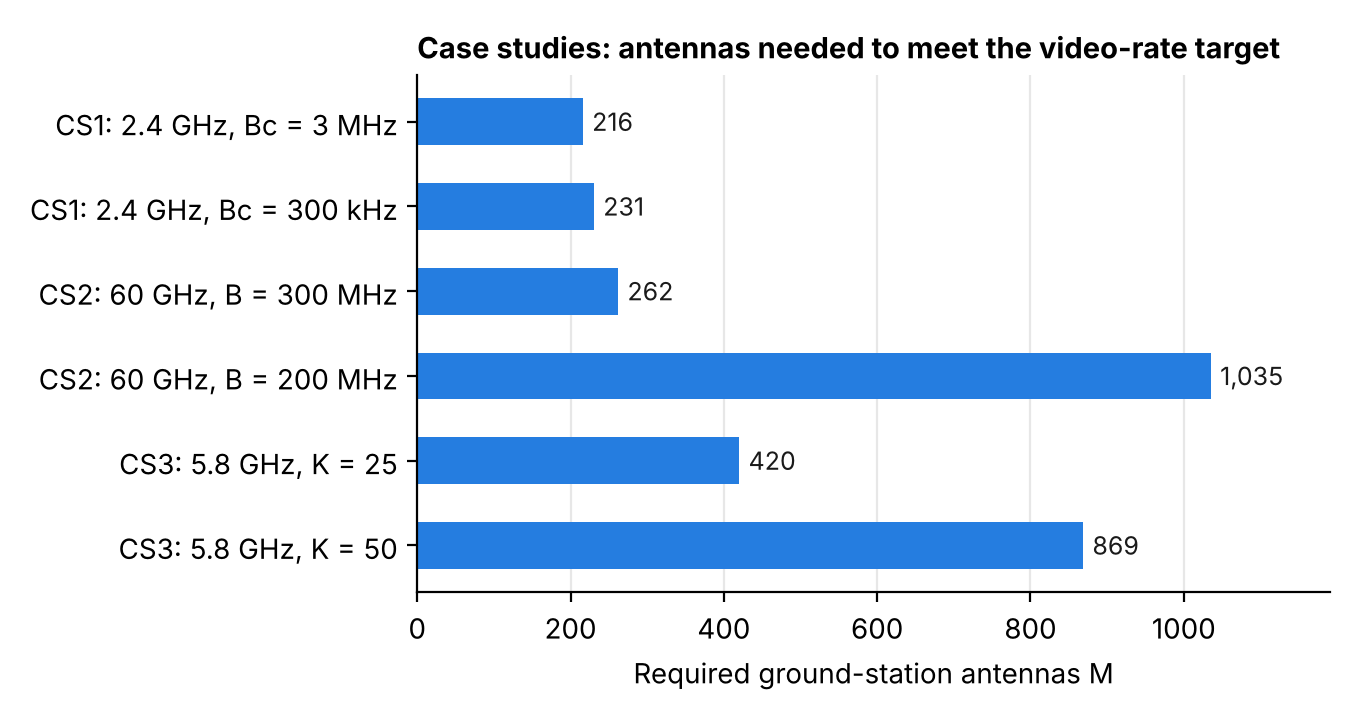 Case studies: antennas needed to meet the video-rate target
CS1: 2.4 GHz, Bc = 3 MHz
216
CS1: 2.4 GHz, Bc = 300 kHz
231
CS2: 60 GHz, B = 300 MHz
262
CS2: 60 GHz, B = 200 MHz
1,035
CS3: 5.8 GHz, K = 25
420
CS3: 5.8 GHz, K = 50
869
0 200 400 600 800 1000
Required ground-station antennas M